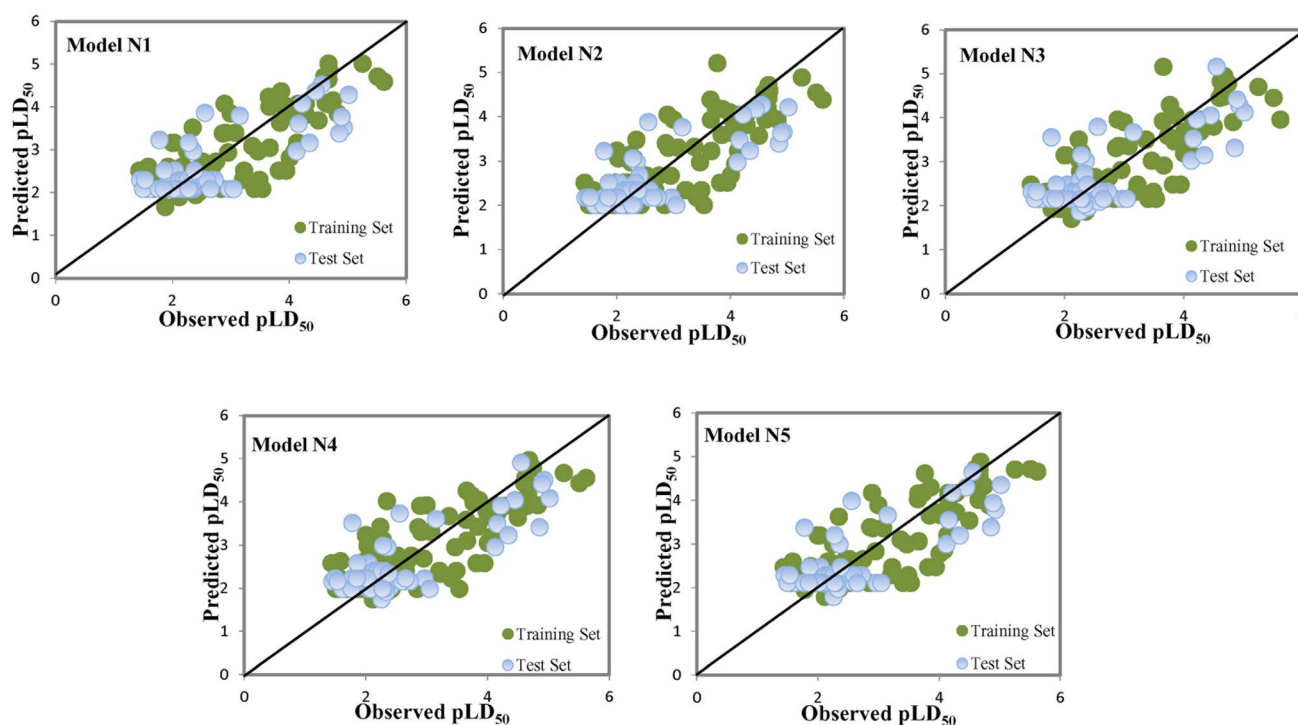 Model N1
Predicted pLD50
6
5
4
3
2
1
0
Training Set
Test Set
0 2 4 6
Observed pLD50
Model N2
Predicted pLD50
6
5
4
3
2
1
0
Training Set
Test Set
0 2 4 6
Observed pLD50
Model N3
Predicted pLD50
6
5
4
3
2
1
0
Training Set
Test Set
0 2 4
Observed pLD50
Model N4
Predicted pLD50
6
5
4
3
2
1
0
Training Set
Test Set
0 2 4 6
Observed pLD50
Model N5
Predicted pLD50
6
5
4
3
2
1
0
Training Set
Test Set
0 2 4 6
Observed pLD50